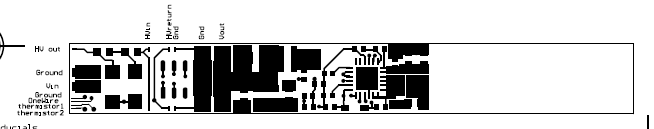 HVin
HVreturn
Gnd
Gnd
Vout
HV out
Ground
Vin
Ground
OneWire
thermistor1
thermistor2
ducials